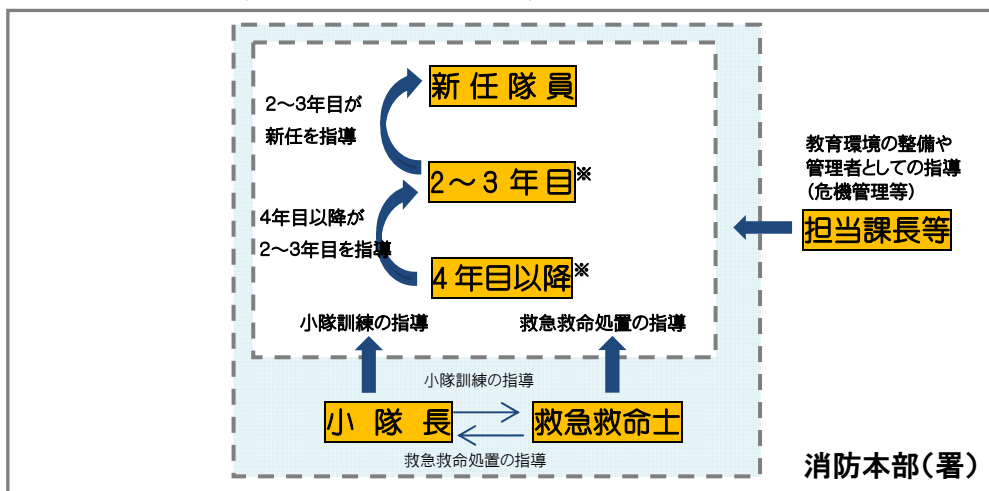 新任隊員
2～3年目が
新任を指導
2～3年目※
4年目以降が
2～3年目を指導
4年目以降※
小隊訓練の指導
救急救命処置の指導
小隊訓練の指導
小隊長
救急救命士
救急救命処置の指導
教育環境の整備や
管理者としての指導
（危機管理等）
担当課長等
消防本部（署）